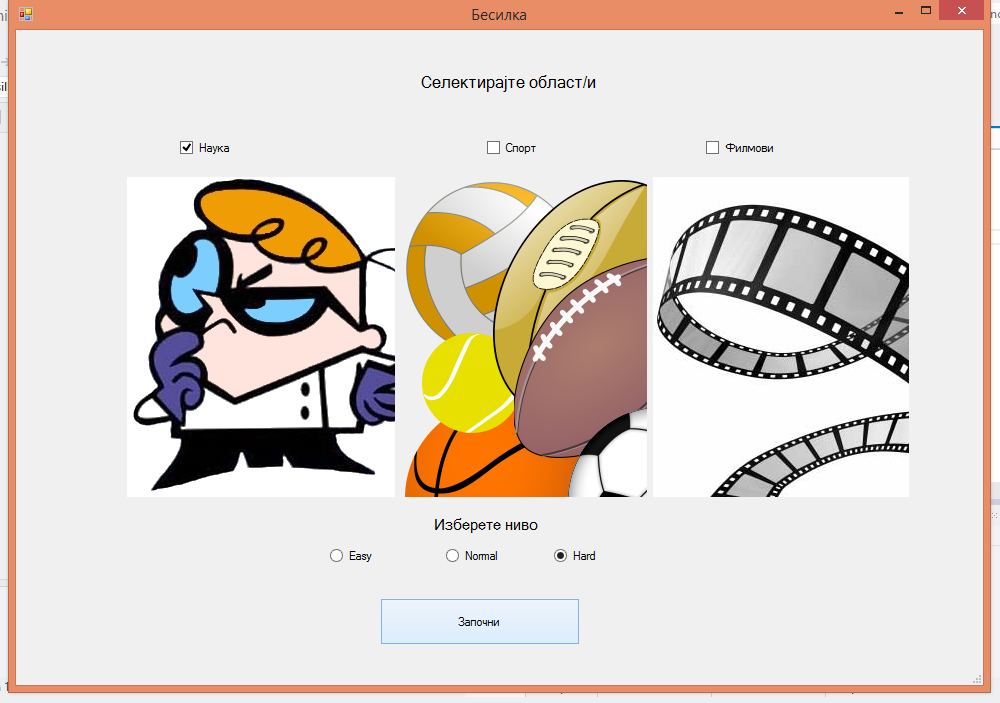 Бесилка
Селектирајте област/и
Наука
Спорт
Филмови
Изберете ниво
Easy
Normal
Hard
Започни